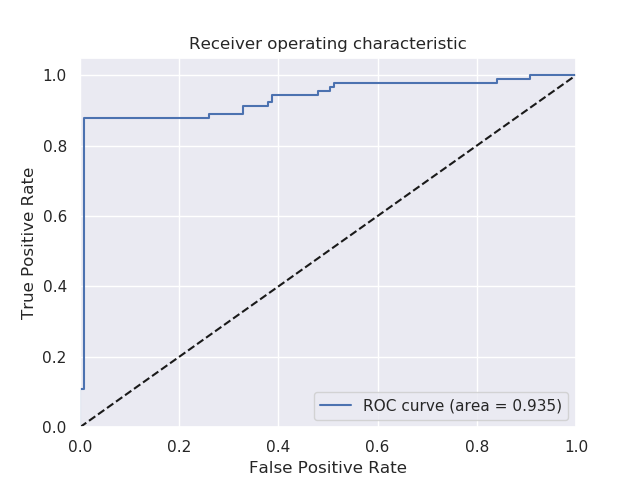 Receiver operating characteristic
1.0
0.8
0.6
0.4
0.2
0.0
True Positive Rate
ROC curve (area = 0.935)
0.0 0.2 0.4 0.6 0.8 1.0
False Positive Rate